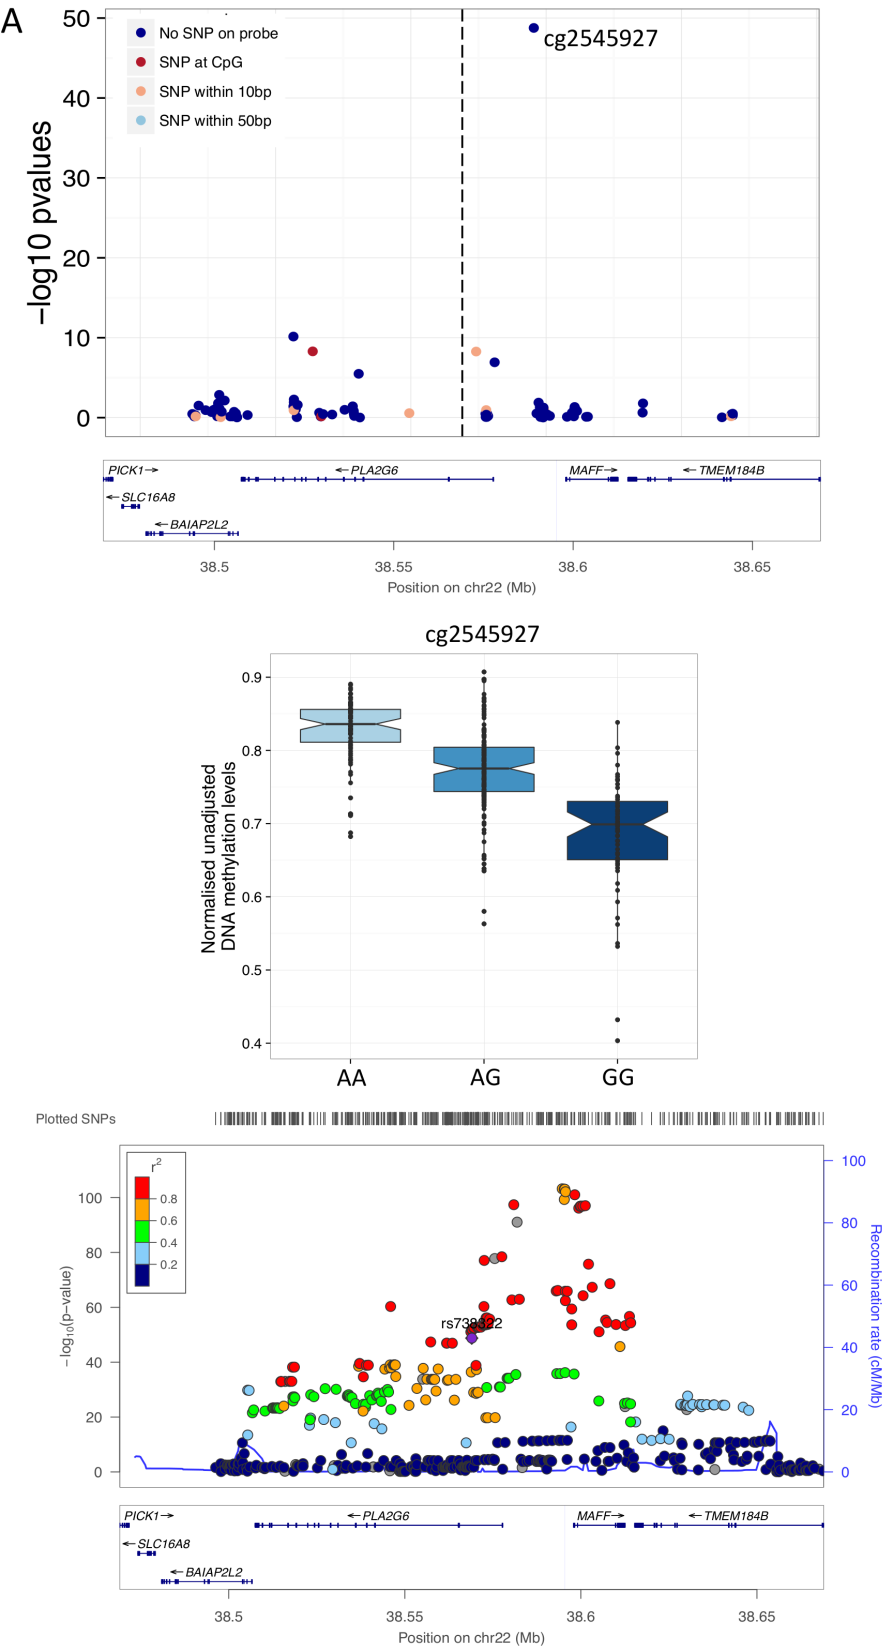 A
cg2545927
No SNP on probe
SNP at CpG
SNP within 10bp
SNP within 50bp
−log10 pvalues
50
40
30
20
10
0
PICK1→
←PLA2G6
MAFF→
←TMEM184B
←SLC16A8
←BAIAP2L2
38.5
38.55
38.6
38.65
Position on chr22 (Mb)
cg2545927
Normalised unadjusted
DNA methylation levels
0.9
0.8
0.7
0.6
0.5
0.4
AA
AG
GG
Plotted SNPs
r2
0.8
0.6
0.4
0.2
−log10(p−value)
100
80
60
40
20
0
rs738322
100
80
60
40
20
0
Recombination rate (cM/Mb)
PICK1→
←PLA2G6
MAFF→
←TMEM184B
←SLC16A8
←BAIAP2L2
38.5
38.55
38.6
38.65
Position on chr22 (Mb)